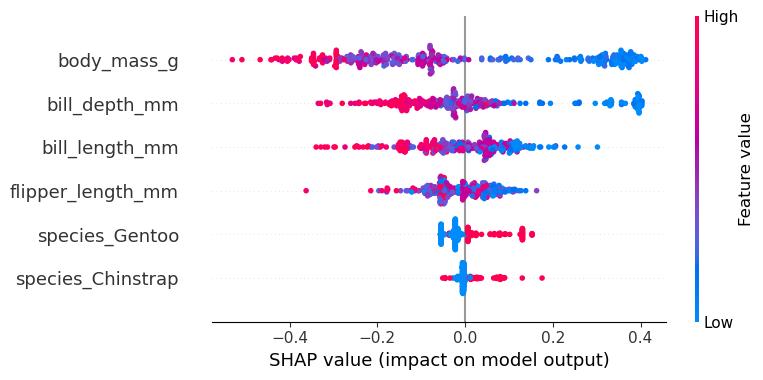 High
body_mass_g
bill_depth_mm
bill_length_mm
flipper_length_mm
species_Gentoo
species_Chinstrap
Feature value
Low
−0.4 −0.2 0.0 0.2 0.4
SHAP value (impact on model output)